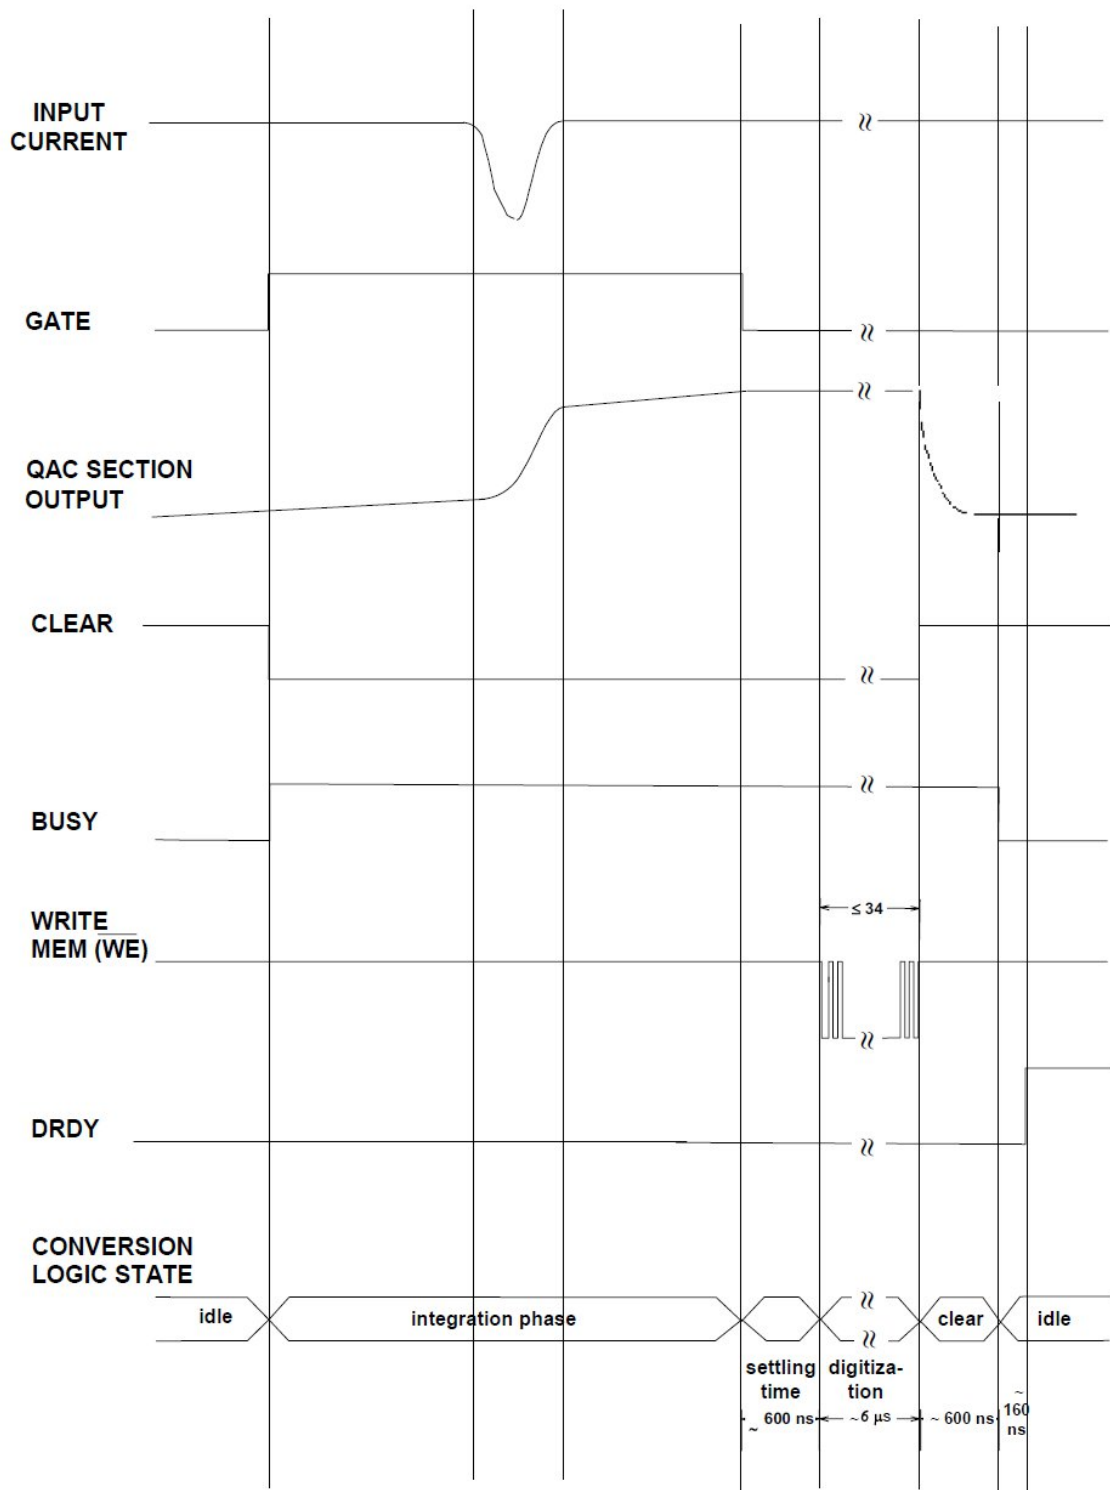 INPUT
CURRENT
GATE
QAC SECTION
OUTPUT
CLEAR
BUSY
WRITE
MEM (W̅E̅)
≤ 34
DRDY
CONVERSION
LOGIC STATE
idle
integration phase
clear
idle
settling
time
digitiza-
tion
~ 600 ns
~6 µs
~ 600 ns
~
160
ns